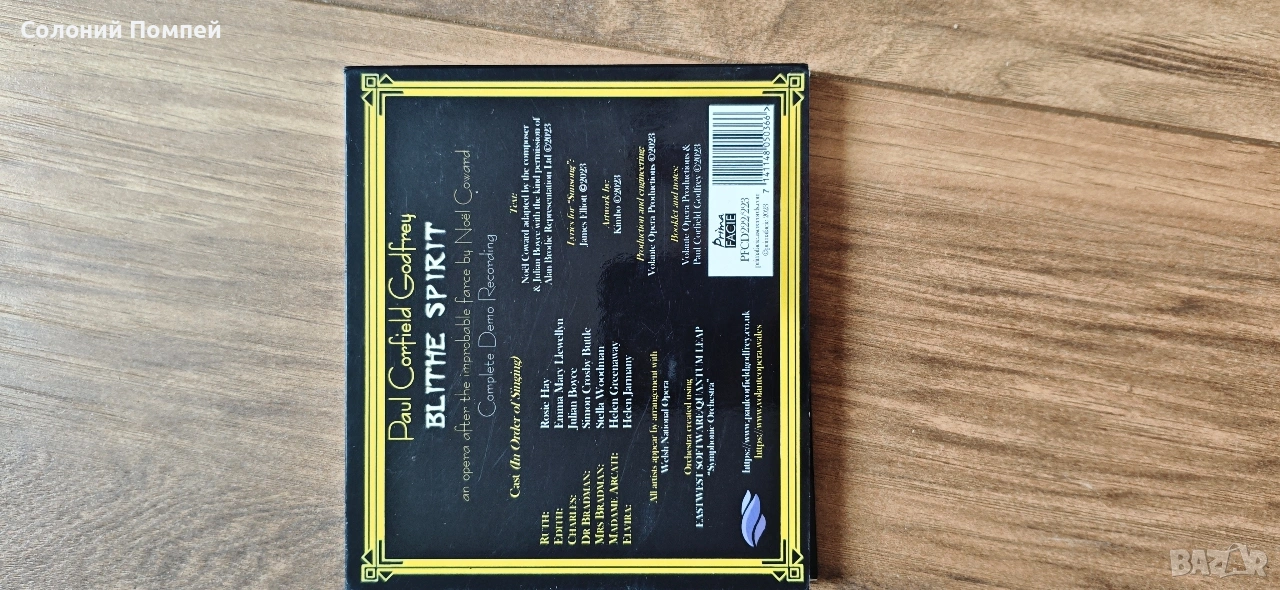 Солоний Помпей
Paul Corfield Godfrey
BLITHE SPIRIT
an opera after the improbable farce by Noël Coward
Complete Demo Recording
Cast (In Order of Singing)
RUTH: Rosie Hay
EDITH: Emma Mary Llewellyn
CHARLES: Julian Boyce
DR BRADMAN: Simon Crosby Buttle
MRS BRADMAN: Stella Woodman
MADAME ARCATI: Helen Greenaway
ELVIRA: Helen Jarmany
All artists appear by arrangement with
Welsh National Opera
Orchestra created using
EASTWEST SOFTWARE/QUANTUM LEAP
"Symphonic Orchestra"
https://www.paulcorfieldgodfrey.co.uk
https://www.volanteopera.wales
Text:
Noël Coward adapted by the composer
& Julian Boyce with the kind permission of
Alan Brodie Representation Ltd ©2023
Lyrics for "Sunsong":
James Elliott ©2023
Artwork by:
Kimbo ©2023
Production and engineering:
Volante Opera Productions ©2023
Booklet and notes:
Volante Opera Productions &
Paul Corfield Godfrey ©2023
Prima
FACIE
PFCD222/223
7 141148 050366 >
BAZAR